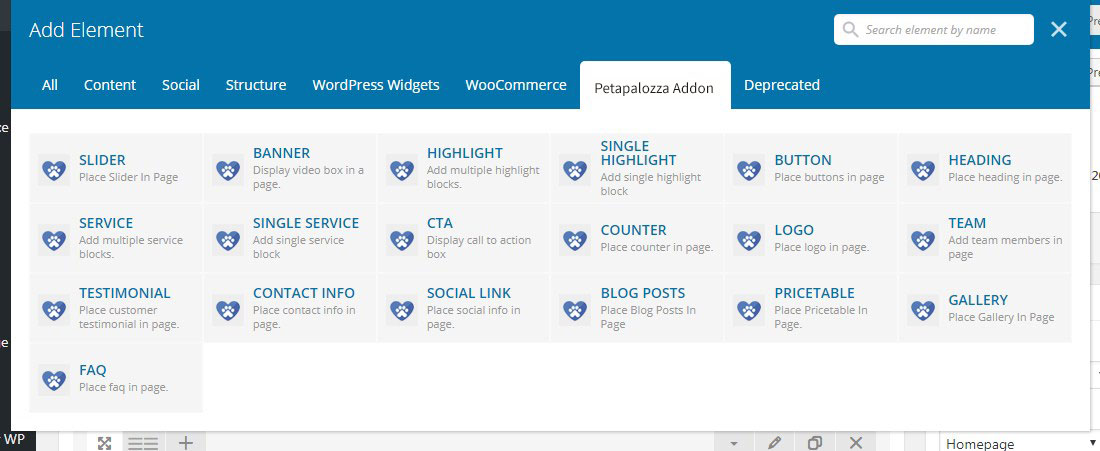 Add Element
Search element by name
All Content Social Structure WordPress Widgets WooCommerce Petapalozza Addon Deprecated
SLIDER
Place Slider In Page
BANNER
Display video box in a
page.
HIGHLIGHT
Add multiple highlight
blocks.
SINGLE
HIGHLIGHT
Add single highlight
block
BUTTON
Place buttons in page
HEADING
Place heading in page.
SERVICE
Add multiple service
blocks.
SINGLE SERVICE
Add single service
block
CTA
Display call to action
box
COUNTER
Place counter in page.
LOGO
Place logo in page.
TEAM
Add team members in
page
TESTIMONIAL
Place customer
testimonial in page.
CONTACT INFO
Place contact info in
page.
SOCIAL LINK
Place social info in
page.
BLOG POSTS
Place Blog Posts In
Page
PRICETABLE
Place Pricetable In
Page.
GALLERY
Place Gallery In Page
FAQ
Place faq in page.
WP
Homepage